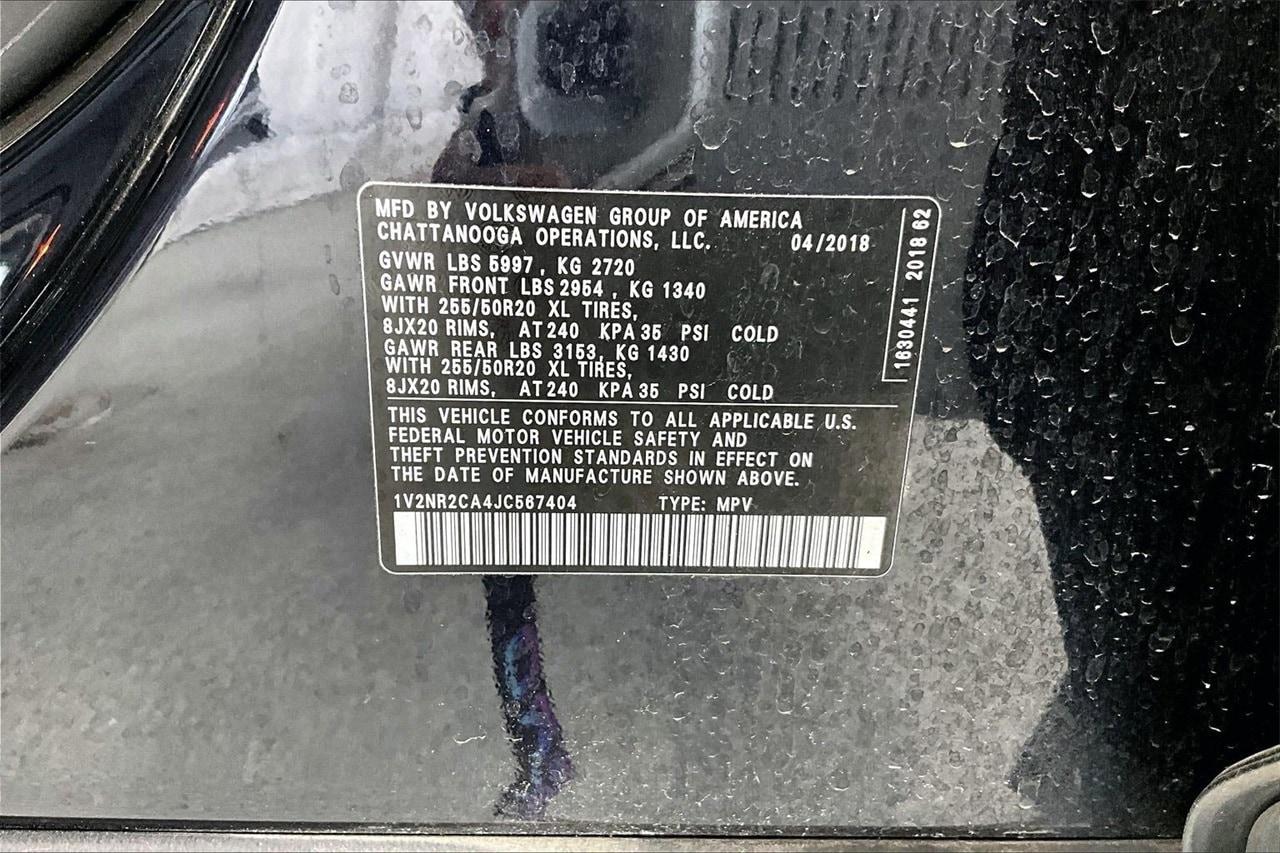 MFD BY VOLKSWAGEN GROUP OF AMERICA
CHATTANOOGA OPERATIONS, LLC. 04/2018
GVWR LBS 5997, KG 2720
GAWR FRONT LBS 2954, KG 1340
WITH 255/50R20 XL TIRES,
8JX20 RIMS, AT 240 KPA 35 PSI COLD
GAWR REAR LBS 3153, KG 1430
WITH 255/50R20 XL TIRES,
8JX20 RIMS, AT 240 KPA 35 PSI COLD
THIS VEHICLE CONFORMS TO ALL APPLICABLE U.S.
FEDERAL MOTOR VEHICLE SAFETY AND
THEFT PREVENTION STANDARDS IN EFFECT ON
THE DATE OF MANUFACTURE SHOWN ABOVE.
1V2NR2CA4JC567404 TYPE: MPV
1630441 2018 62